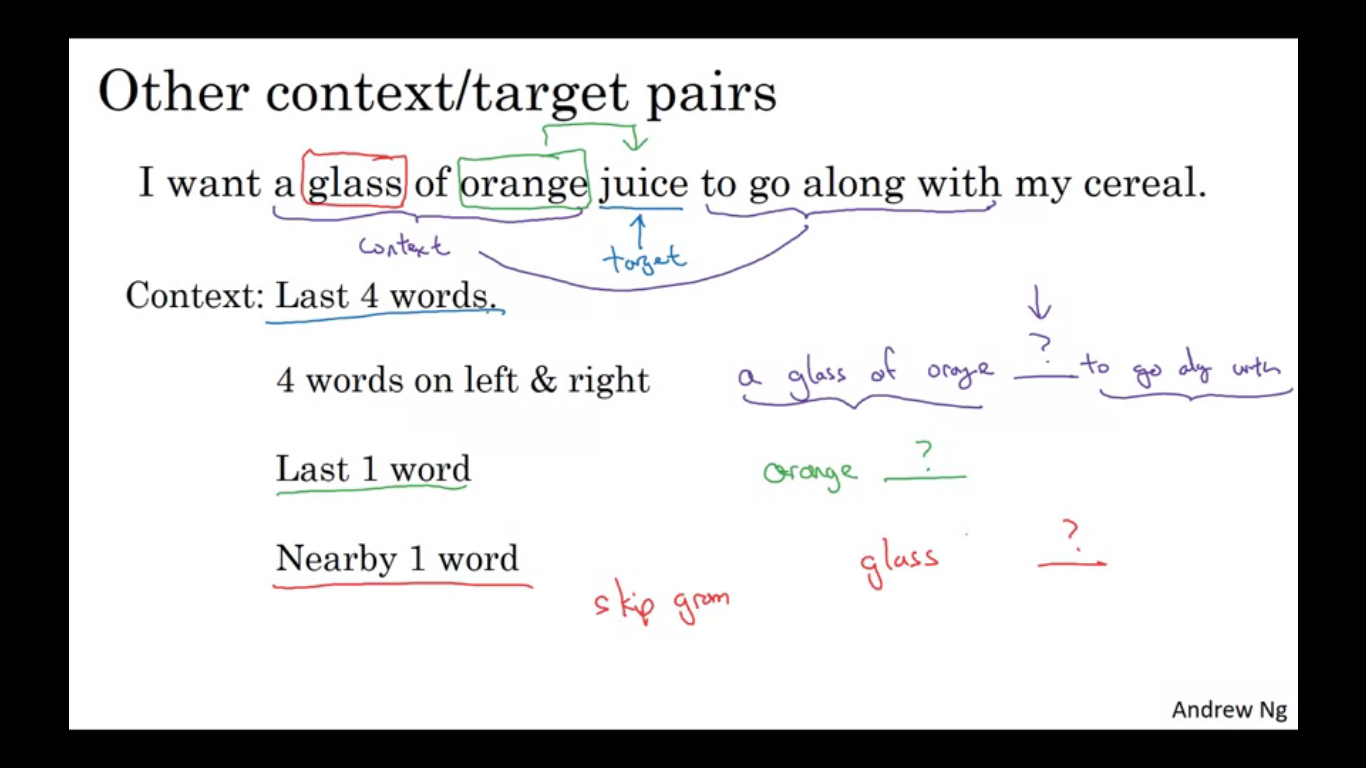 Other context/target pairs
I want a glass of orange juice to go along with my cereal.
context
target
Context: Last 4 words.
?
4 words on left & right
a glass of orange to go alg with
?
Last 1 word
orange
?
Nearby 1 word
glass
skip gram
Andrew Ng